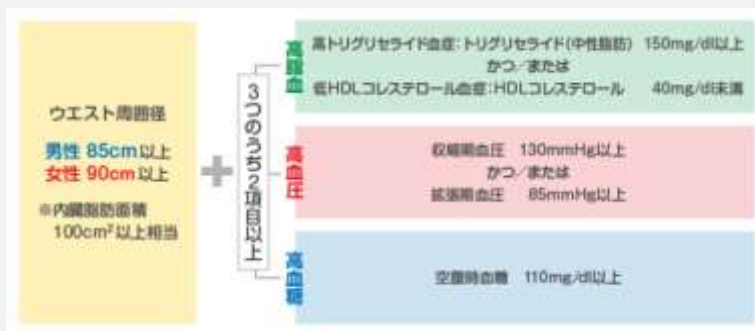 ウエスト周囲径
男性 85cm以上
女性 90cm以上
※内臓脂肪面積
100cm²以上相当
+
3つのうち2項目以上
高脂血
高トリグリセライド血症:トリグリセライド(中性脂肪) 150mg/dl以上
かつ/または
低HDLコレステロール血症:HDLコレステロール 40mg/dl未満
高血圧
収縮期血圧 130mmHg以上
かつ/または
拡張期血圧 85mmHg以上
高血糖
空腹時血糖 110mg/dl以上